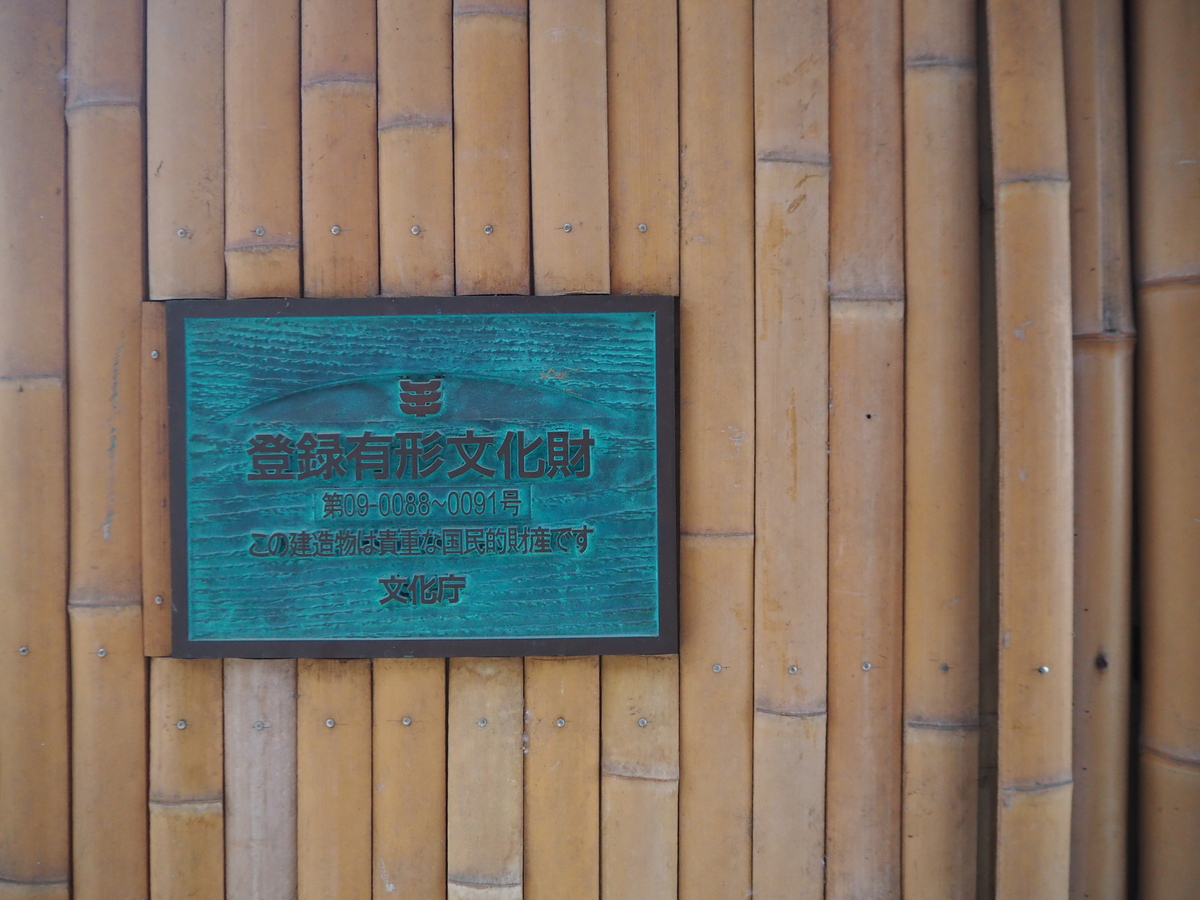 登録有形文化財
第09-0088~0091号
この建造物は貴重な国民的財産です
文化庁